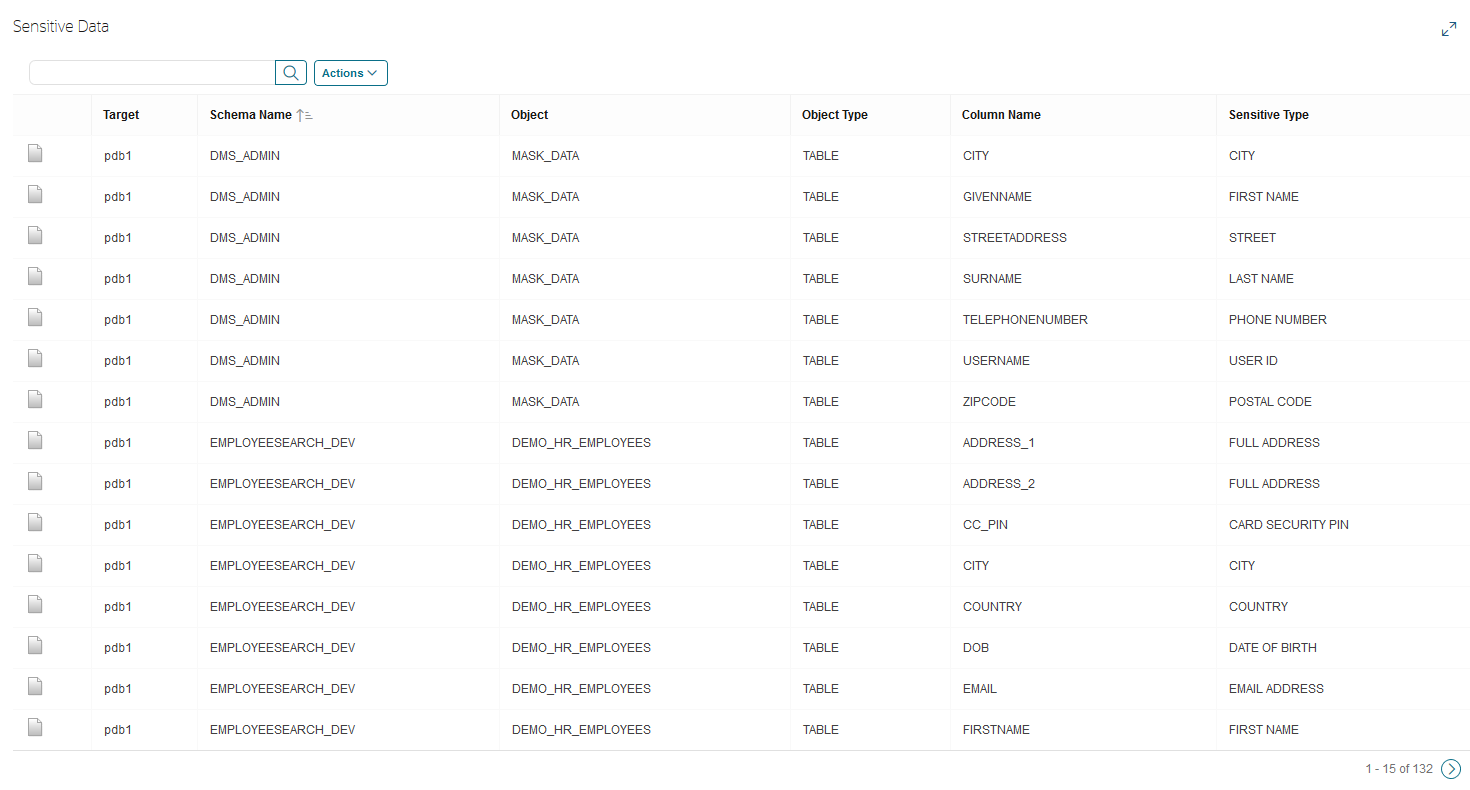 Sensitive Data
Actions
Target Schema Name Object Object Type Column Name Sensitive Type
pdb1 DMS_ADMIN MASK_DATA TABLE CITY CITY
pdb1 DMS_ADMIN MASK_DATA TABLE GIVENNAME FIRST NAME
pdb1 DMS_ADMIN MASK_DATA TABLE STREETADDRESS STREET
pdb1 DMS_ADMIN MASK_DATA TABLE SURNAME LAST NAME
pdb1 DMS_ADMIN MASK_DATA TABLE TELEPHONENUMBER PHONE NUMBER
pdb1 DMS_ADMIN MASK_DATA TABLE USERNAME USER ID
pdb1 DMS_ADMIN MASK_DATA TABLE ZIPCODE POSTAL CODE
pdb1 EMPLOYEESEARCH_DEV DEMO_HR_EMPLOYEES TABLE ADDRESS_1 FULL ADDRESS
pdb1 EMPLOYEESEARCH_DEV DEMO_HR_EMPLOYEES TABLE ADDRESS_2 FULL ADDRESS
pdb1 EMPLOYEESEARCH_DEV DEMO_HR_EMPLOYEES TABLE CC_PIN CARD SECURITY PIN
pdb1 EMPLOYEESEARCH_DEV DEMO_HR_EMPLOYEES TABLE CITY CITY
pdb1 EMPLOYEESEARCH_DEV DEMO_HR_EMPLOYEES TABLE COUNTRY COUNTRY
pdb1 EMPLOYEESEARCH_DEV DEMO_HR_EMPLOYEES TABLE DOB DATE OF BIRTH
pdb1 EMPLOYEESEARCH_DEV DEMO_HR_EMPLOYEES TABLE EMAIL EMAIL ADDRESS
pdb1 EMPLOYEESEARCH_DEV DEMO_HR_EMPLOYEES TABLE FIRSTNAME FIRST NAME
1 - 15 of 132